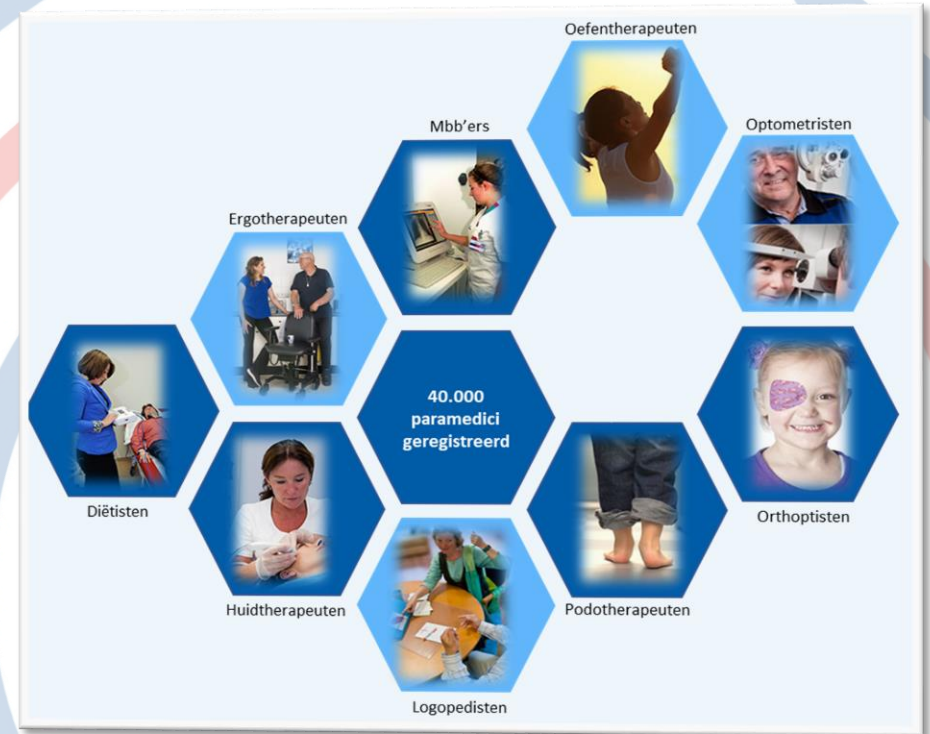 Oefentherapeuten
Mbb'ers
Optometristen
Ergotherapeuten
40.000
paramedici
geregistreerd
Diëtisten
Orthoptisten
Huidtherapeuten
Podotherapeuten
Logopedisten